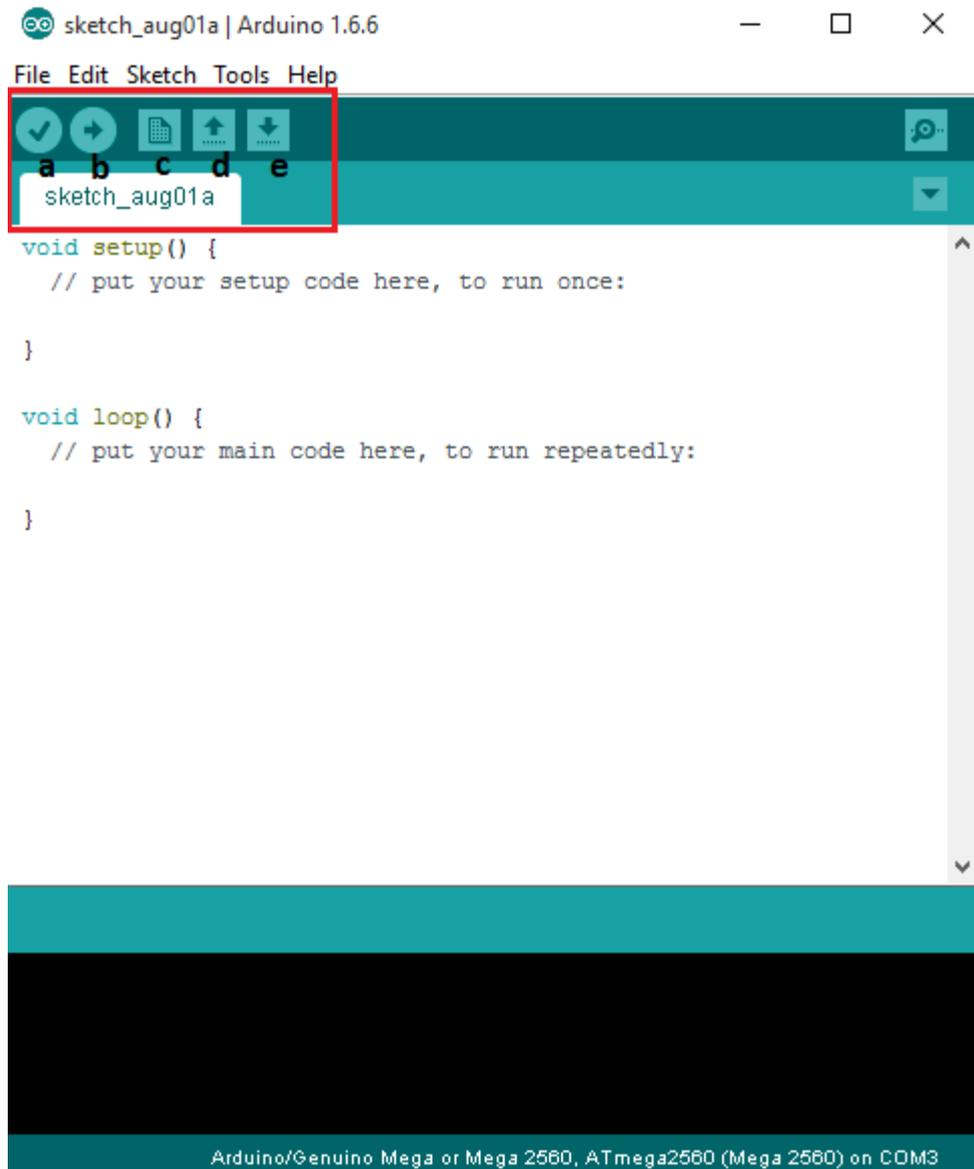 sketch_aug01a | Arduino 1.6.6
File Edit Sketch Tools Help
a b c d e
sketch_aug01a
void setup() {
  // put your setup code here, to run once:
}
void loop() {
  // put your main code here, to run repeatedly:
}
Arduino/Genuino Mega or Mega 2560, ATmega2560 (Mega 2560) on COM3